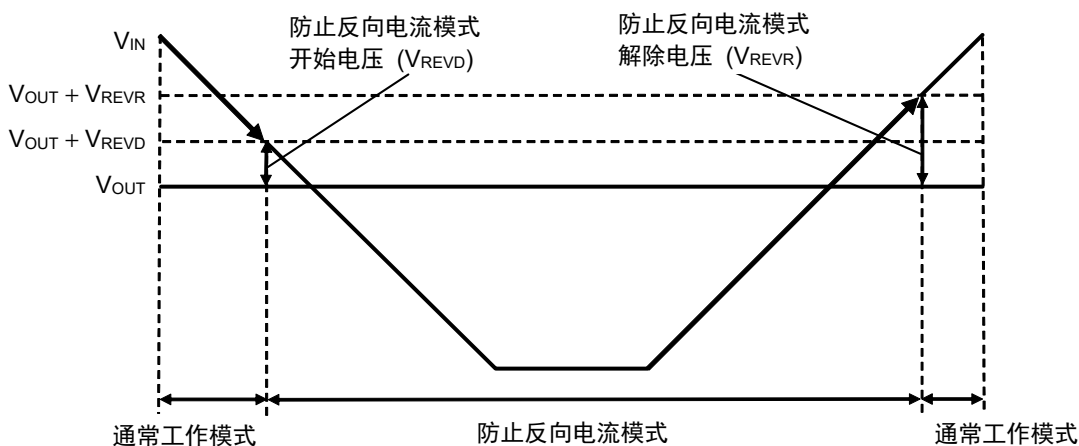 防止反向电流模式
开始电压 (VREVD)
防止反向电流模式
解除电压 (VREVR)
VIN
VOUT + VREVR
VOUT + VREVD
VOUT
通常工作模式
防止反向电流模式
通常工作模式